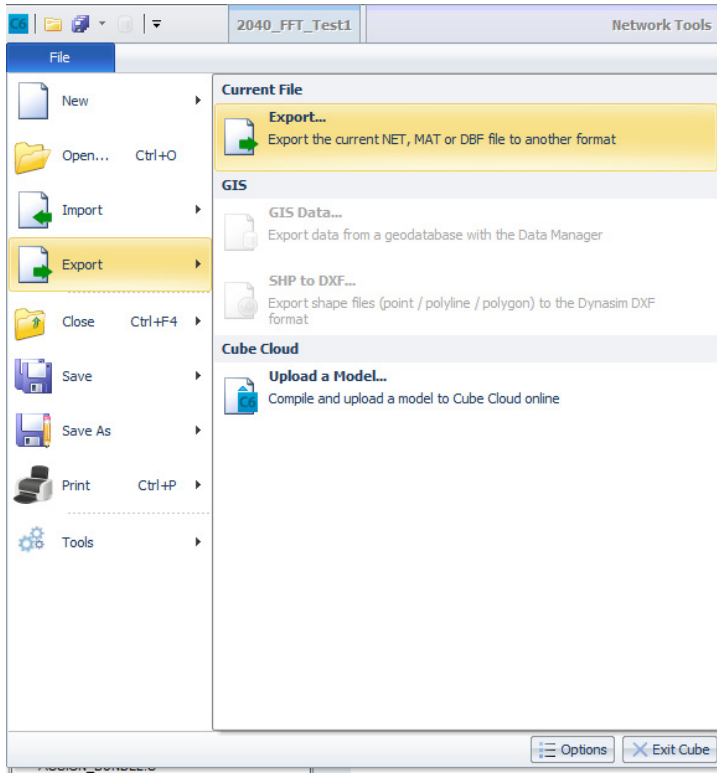 C6
2040_FFT_Test1
Network Tools
File
New
Open... Ctrl+O
Import
Export
Close Ctrl+F4
Save
Save As
Print Ctrl+P
Tools
Current File
Export...
Export the current NET, MAT or DBF file to another format
GIS
GIS Data...
Export data from a geodatabase with the Data Manager
SHP to DXF...
Export shape files (point / polyline / polygon) to the Dynasim DXF
format
Cube Cloud
Upload a Model...
C6
Compile and upload a model to Cube Cloud online
Options
Exit Cube